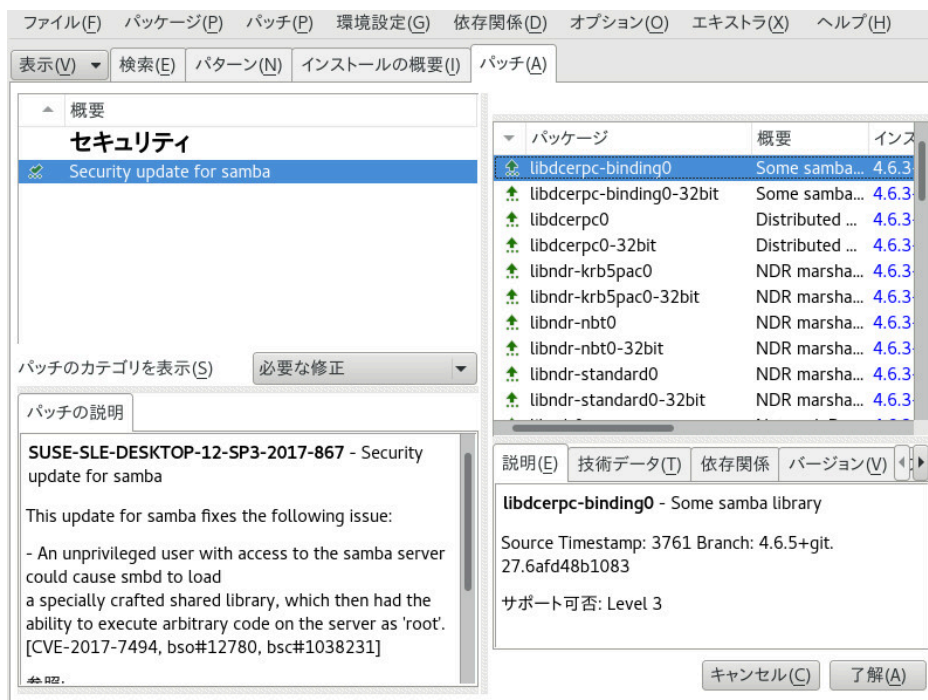 ファイル(F) パッケージ(P) パッチ(P) 環境設定(G) 依存関係(D) オプション(O) エキストラ(X) ヘルプ(H)
表示(V) 検索(E) パターン(N) インストールの概要(I) パッチ(A)
概要
セキュリティ
Security update for samba
パッチのカテゴリを表示(S) 必要な修正
パッチの説明
SUSE-SLE-DESKTOP-12-SP3-2017-867 - Security
update for samba
This update for samba fixes the following issue:
- An unprivileged user with access to the samba server
could cause smbd to load
a specially crafted shared library, which then had the
ability to execute arbitrary code on the server as 'root'.
[CVE-2017-7494, bso#12780, bsc#1038231]
パッケージ 概要 インス
libdcerpc-binding0 Some samba... 4.6.3-
libdcerpc-binding0-32bit Some samba... 4.6.3-
libdcerpc0 Distributed ... 4.6.3-
libdcerpc0-32bit Distributed ... 4.6.3-
libndr-krb5pac0 NDR marsha... 4.6.3-
libndr-krb5pac0-32bit NDR marsha... 4.6.3-
libndr-nbt0 NDR marsha... 4.6.3-
libndr-nbt0-32bit NDR marsha... 4.6.3-
libndr-standard0 NDR marsha... 4.6.3-
libndr-standard0-32bit NDR marsha... 4.6.3-
説明(E) 技術データ(T) 依存関係 バージョン(V)
libdcerpc-binding0 - Some samba library
Source Timestamp: 3761 Branch: 4.6.5+git.
27.6afd48b1083
サポート可否: Level 3
キャンセル(C) 了解(A)